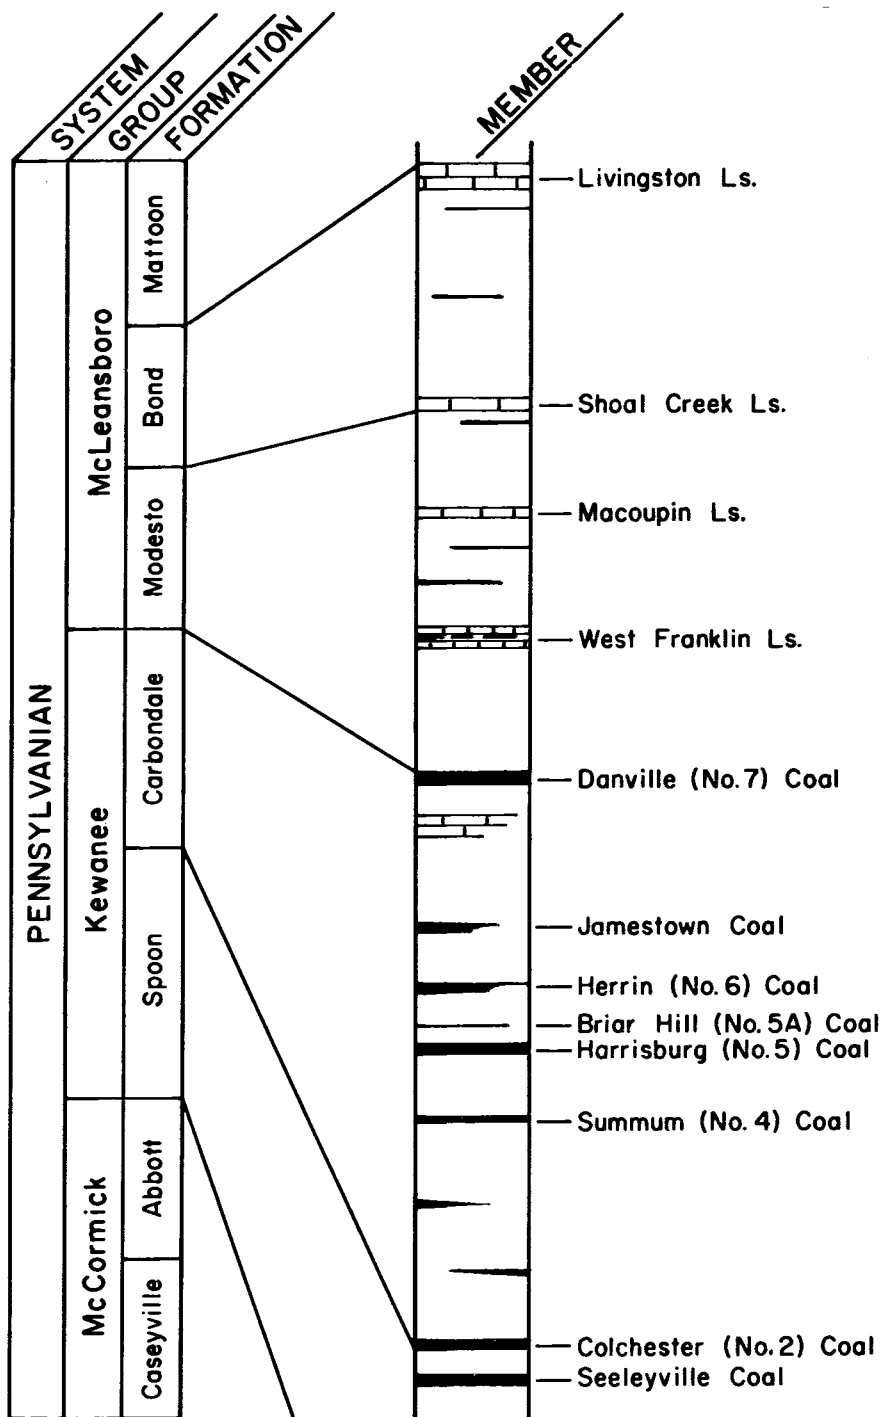 SYSTEM
GROUP
FORMATION
MEMBER
PENNSYLVANIAN
McLeansboro
Kewanee
McCormick
Mattoon
Bond
Modesto
Carbondale
Spoon
Abbott
Caseyville
Livingston Ls.
Shoal Creek Ls.
Macoupin Ls.
West Franklin Ls.
Danville (No.7) Coal
Jamestown Coal
Herrin (No.6) Coal
Briar Hill (No.5A) Coal
Harrisburg (No.5) Coal
Summum (No.4) Coal
Colchester (No.2) Coal
Seeleyville Coal